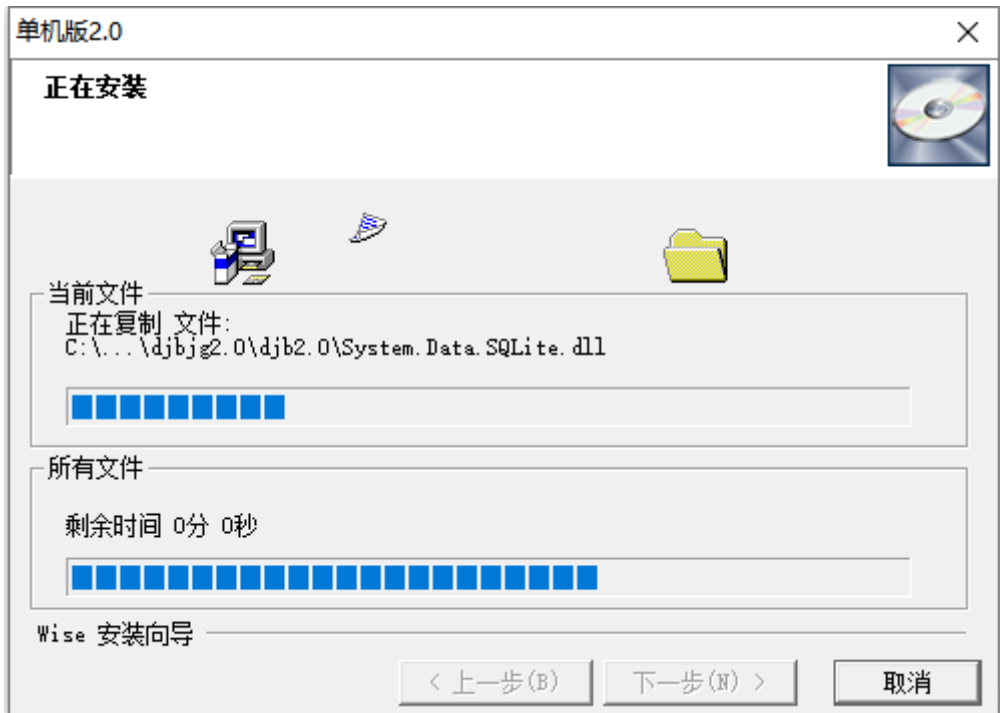 单机版2.0
正在安装
当前文件
正在复制 文件:
C:\...\djbjg2.0\djb2.0\System.Data.SQLite.dll
所有文件
剩余时间 0分 0秒
Wise 安装向导
< 上一步(B)
下一步(N) >
取消